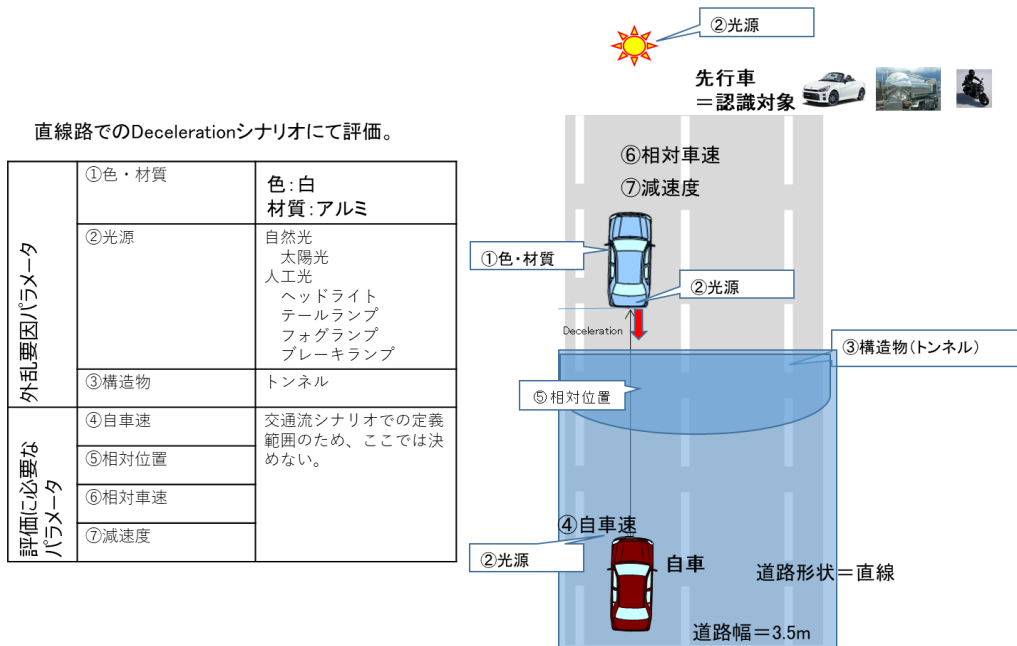 直線路でのDecelerationシナリオにて評価。
外乱要因パラメータ
①色・材質
色：白
材質：アルミ
②光源
自然光
太陽光
人工光
ヘッドライト
テールランプ
フォグランプ
ブレーキランプ
③構造物
トンネル
評価に必要な
パラメータ
④自車速
交通流シナリオでの定義
範囲のため、ここでは決
めない。
⑤相対位置
⑥相対車速
⑦減速度
②光源
先行車
＝認識対象
⑥相対車速
⑦減速度
①色・材質
②光源
Deceleration
③構造物（トンネル）
⑤相対位置
④自車速
②光源
自車
道路形状＝直線
道路幅＝3.5m